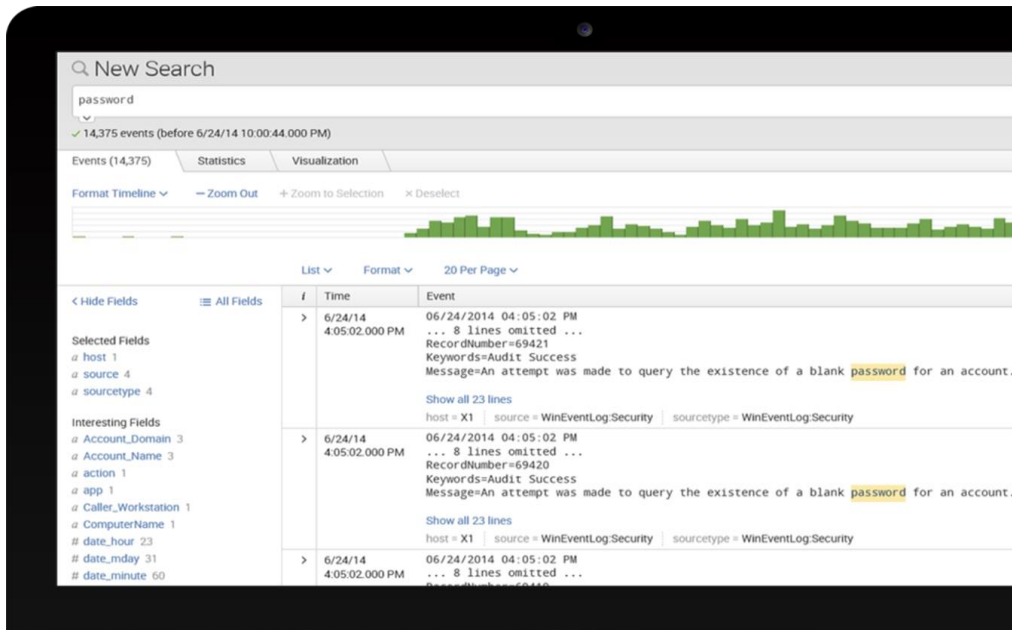 New Search
password
14,375 events (before 6/24/14 10:00:44.000 PM)
Events (14,375) Statistics Visualization
Format Timeline — Zoom Out + Zoom to Selection × Deselect
List Format 20 Per Page
< Hide Fields All Fields
i Time Event
Selected Fields
a host 1
a source 4
a sourcetype 4
Interesting Fields
a Account_Domain 3
a Account_Name 3
a action 1
a app 1
a Caller_Workstation 1
a ComputerName 1
# date_hour 23
# date_mday 31
# date_minute 60
> 6/24/14 06/24/2014 04:05:02 PM
4:05:02.000 PM ... 8 lines omitted ...
RecordNumber=69421
Keywords=Audit Success
Message=An attempt was made to query the existence of a blank password for an account.
Show all 23 lines
host = X1 source = WinEventLog:Security sourcetype = WinEventLog:Security
> 6/24/14 06/24/2014 04:05:02 PM
4:05:02.000 PM ... 8 lines omitted ...
RecordNumber=69420
Keywords=Audit Success
Message=An attempt was made to query the existence of a blank password for an account.
Show all 23 lines
host = X1 source = WinEventLog:Security sourcetype = WinEventLog:Security
> 6/24/14 06/24/2014 04:05:02 PM
4:05:02.000 PM ... 8 lines omitted ...